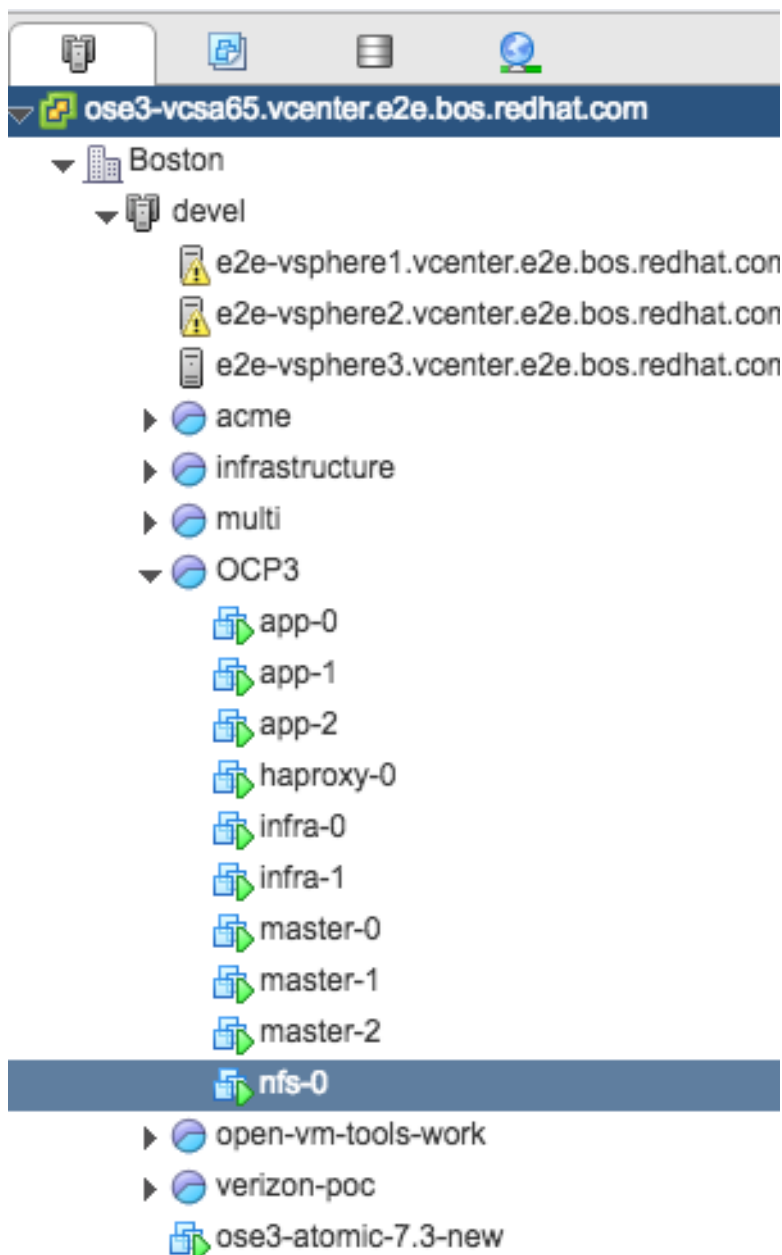 ose3-vcsa65.vcenter.e2e.bos.redhat.com
Boston
devel
e2e-vsphere1.vcenter.e2e.bos.redhat.con
e2e-vsphere2.vcenter.e2e.bos.redhat.con
e2e-vsphere3.vcenter.e2e.bos.redhat.con
acme
infrastructure
multi
OCP3
app-0
app-1
app-2
haproxy-0
infra-0
infra-1
master-0
master-1
master-2
nfs-0
open-vm-tools-work
verizon-poc
ose3-atomic-7.3-new